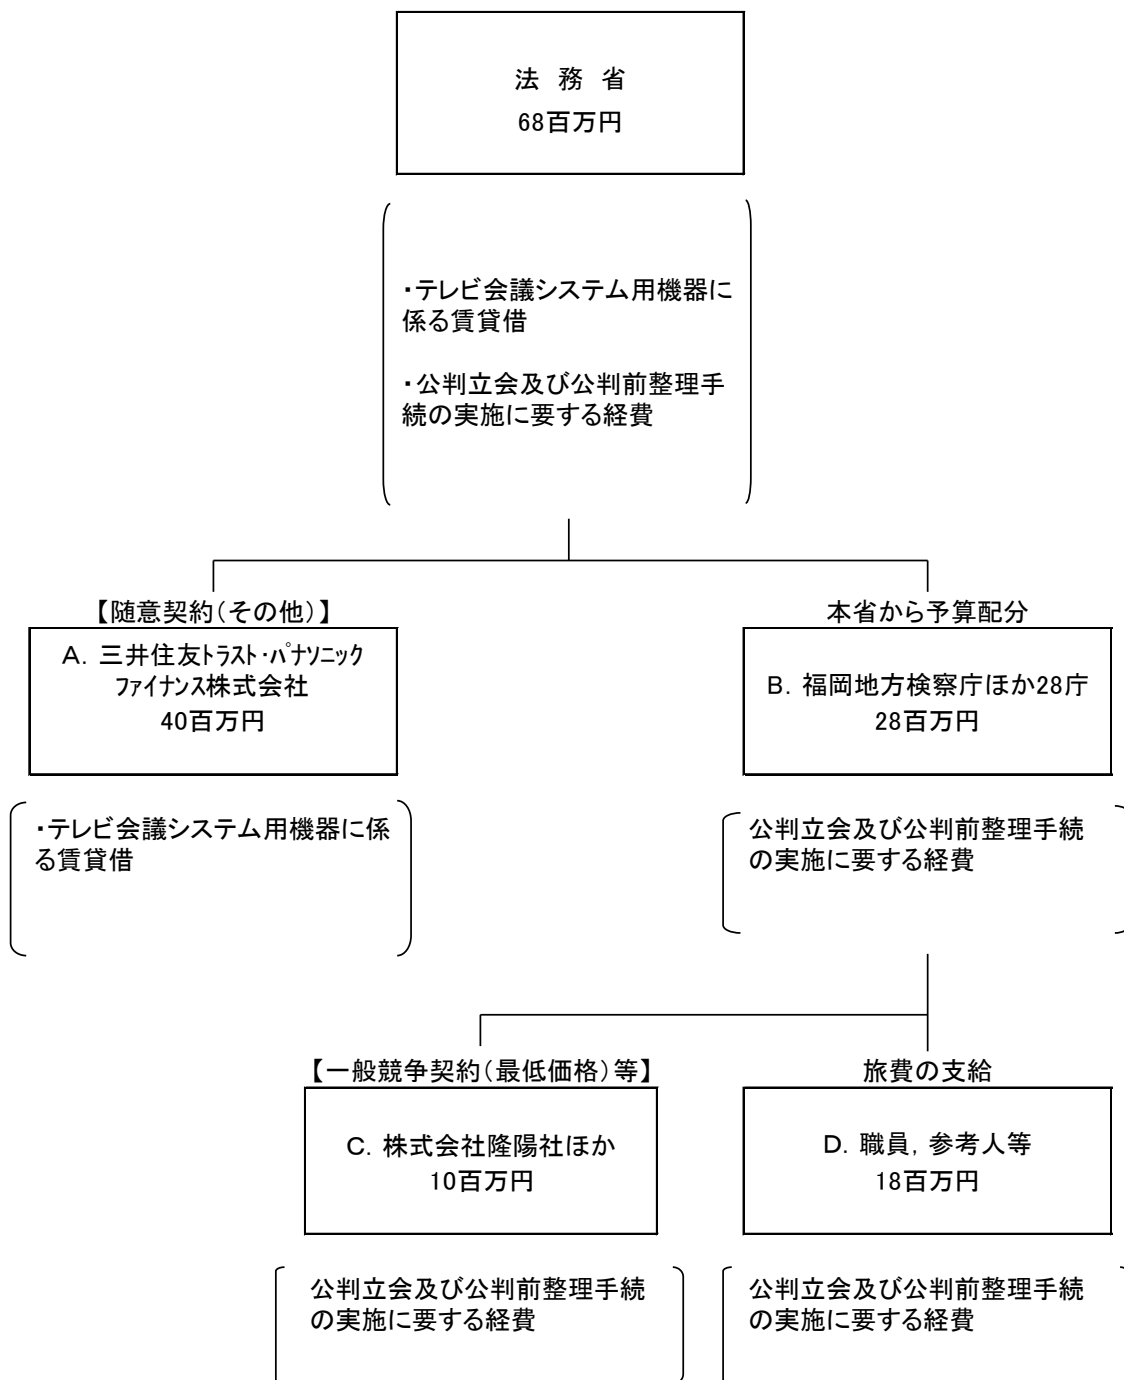 法 務 省
68百万円
・テレビ会議システム用機器に
係る賃貸借
・公判立会及び公判前整理手
続の実施に要する経費
【随意契約（その他）】
A．三井住友ﾄﾗｽﾄ・ﾊﾟﾅｿﾆｯｸ
ﾌｧｲﾅﾝｽ株式会社
40百万円
・テレビ会議システム用機器に係
る賃貸借
本省から予算配分
B．福岡地方検察庁ほか28庁
28百万円
公判立会及び公判前整理手続
の実施に要する経費
【一般競争契約（最低価格）等】
C．株式会社隆陽社ほか
10百万円
公判立会及び公判前整理手続
の実施に要する経費
旅費の支給
D．職員，参考人等
18百万円
公判立会及び公判前整理手続
の実施に要する経費